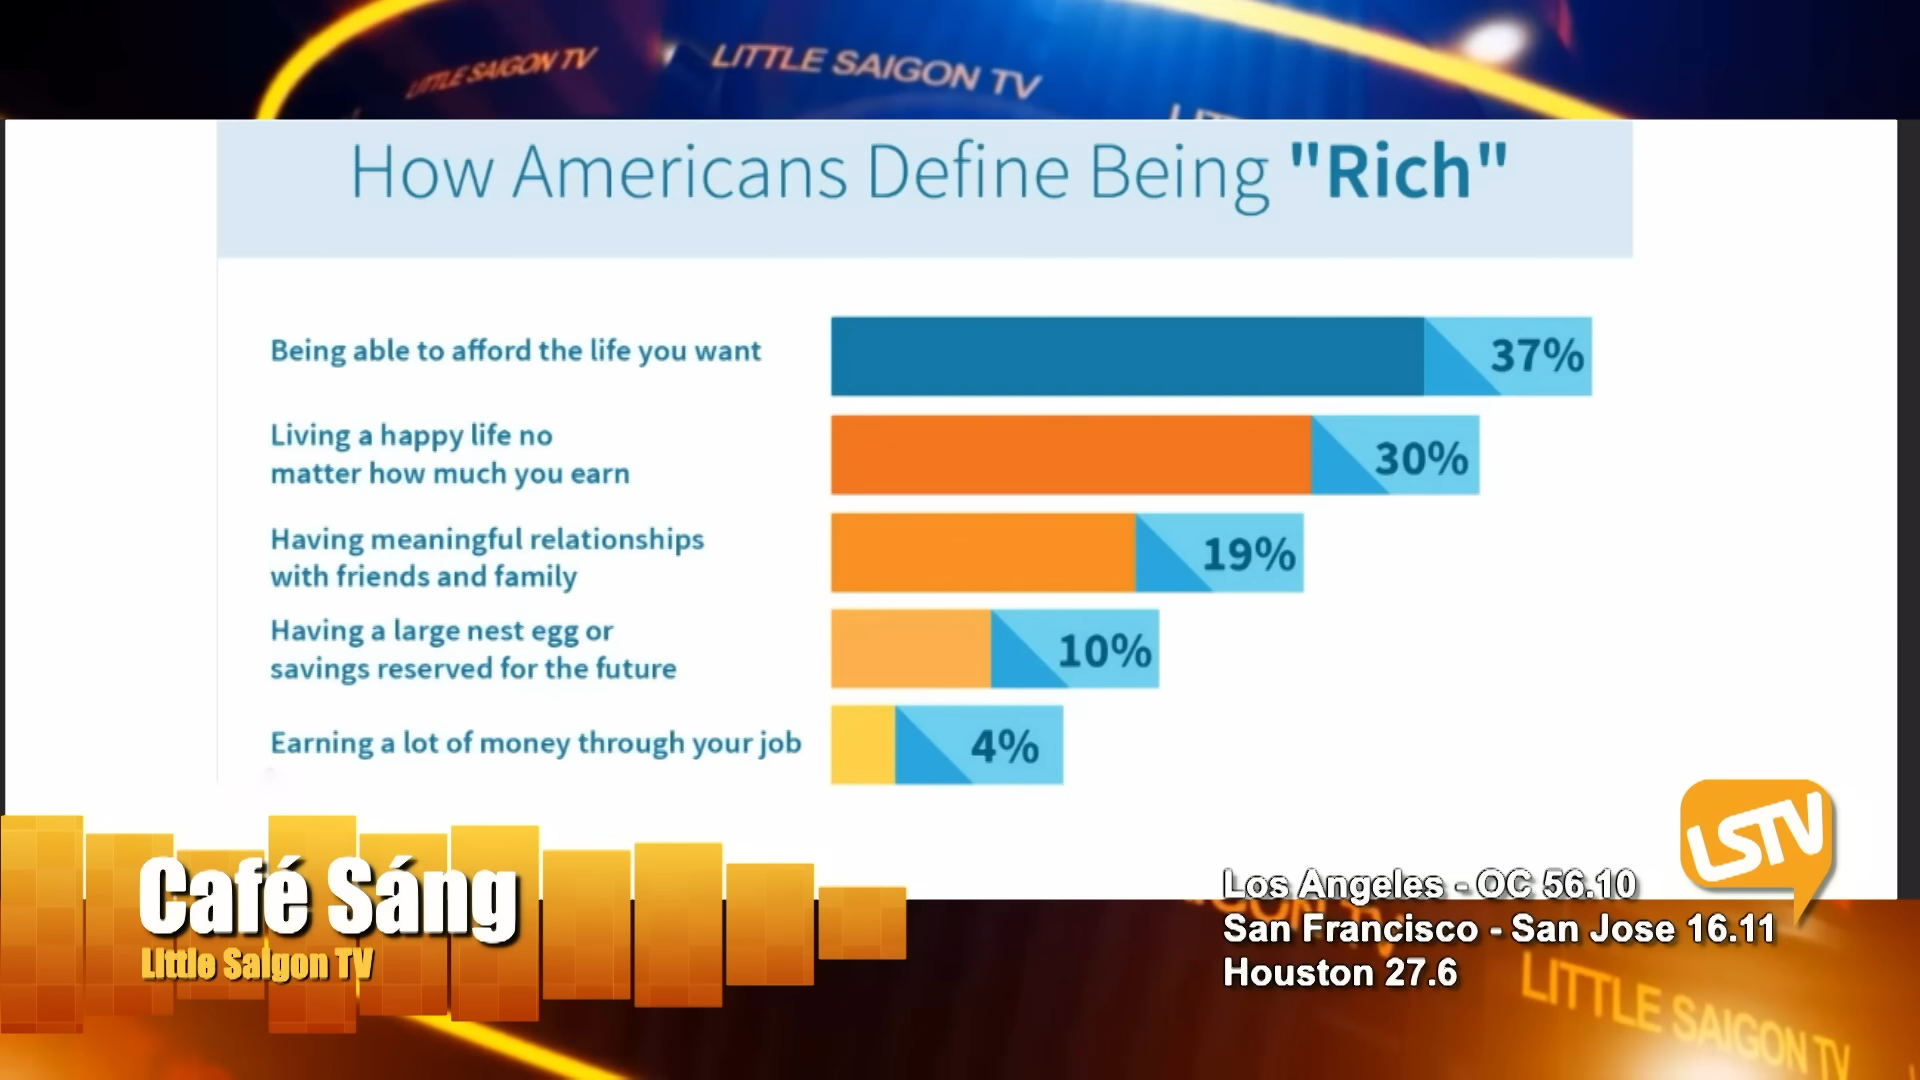 LITTLE SAIGON TV
LITTLE SAIGON TV
How Americans Define Being "Rich"
Being able to afford the life you want
37%
Living a happy life no
matter how much you earn
30%
Having meaningful relationships
with friends and family
19%
Having a large nest egg or
savings reserved for the future
10%
Earning a lot of money through your job
4%
Café Sáng
Little Saigon TV
LSTV
Los Angeles - OC 56.10
San Francisco - San Jose 16.11
Houston 27.6
LITTLE SAIGON TV